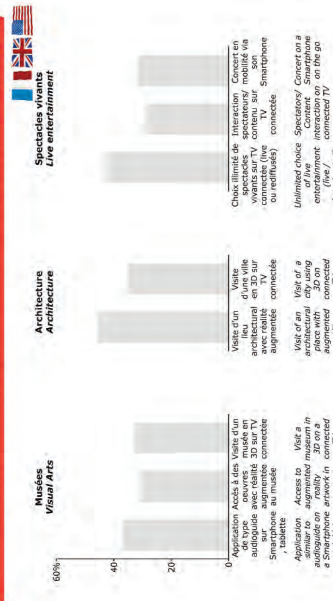 Musées
Visual Arts
Architecture
Architecture
Spectacles vivants
Live entertainment
60%
40
20
0
Application
de type
audioguide
sur
Smartphone
, tablette
Accès à des
oeuvres
avec réalité
augmentée
au musée
Visite d'un
musée en
3D sur TV
connectée
Visite d'un
lieu
architectural
avec réalité
augmentée
Visite
d'une ville
en 3D sur
TV
connectée
Choix illimité de
spectacles
vivants sur TV
connectée (live
ou rediffusés)
Interaction
spectateurs/
contenu sur
TV
connectée
Concert en
mobilité via
son
Smartphone
Application
similar to
audioguide on
a Smartphone
Access to
augmented
reality
artwork in
Visit a
museum in
3D on a
connected
Visit of an
architectural
place with
augmented
Visit of a
city using
3D on
connected
Unlimited choice
of live
entertainment
(live /
Spectators/
Content
interaction on
connected TV
Concert on a
Smartphone
on the go